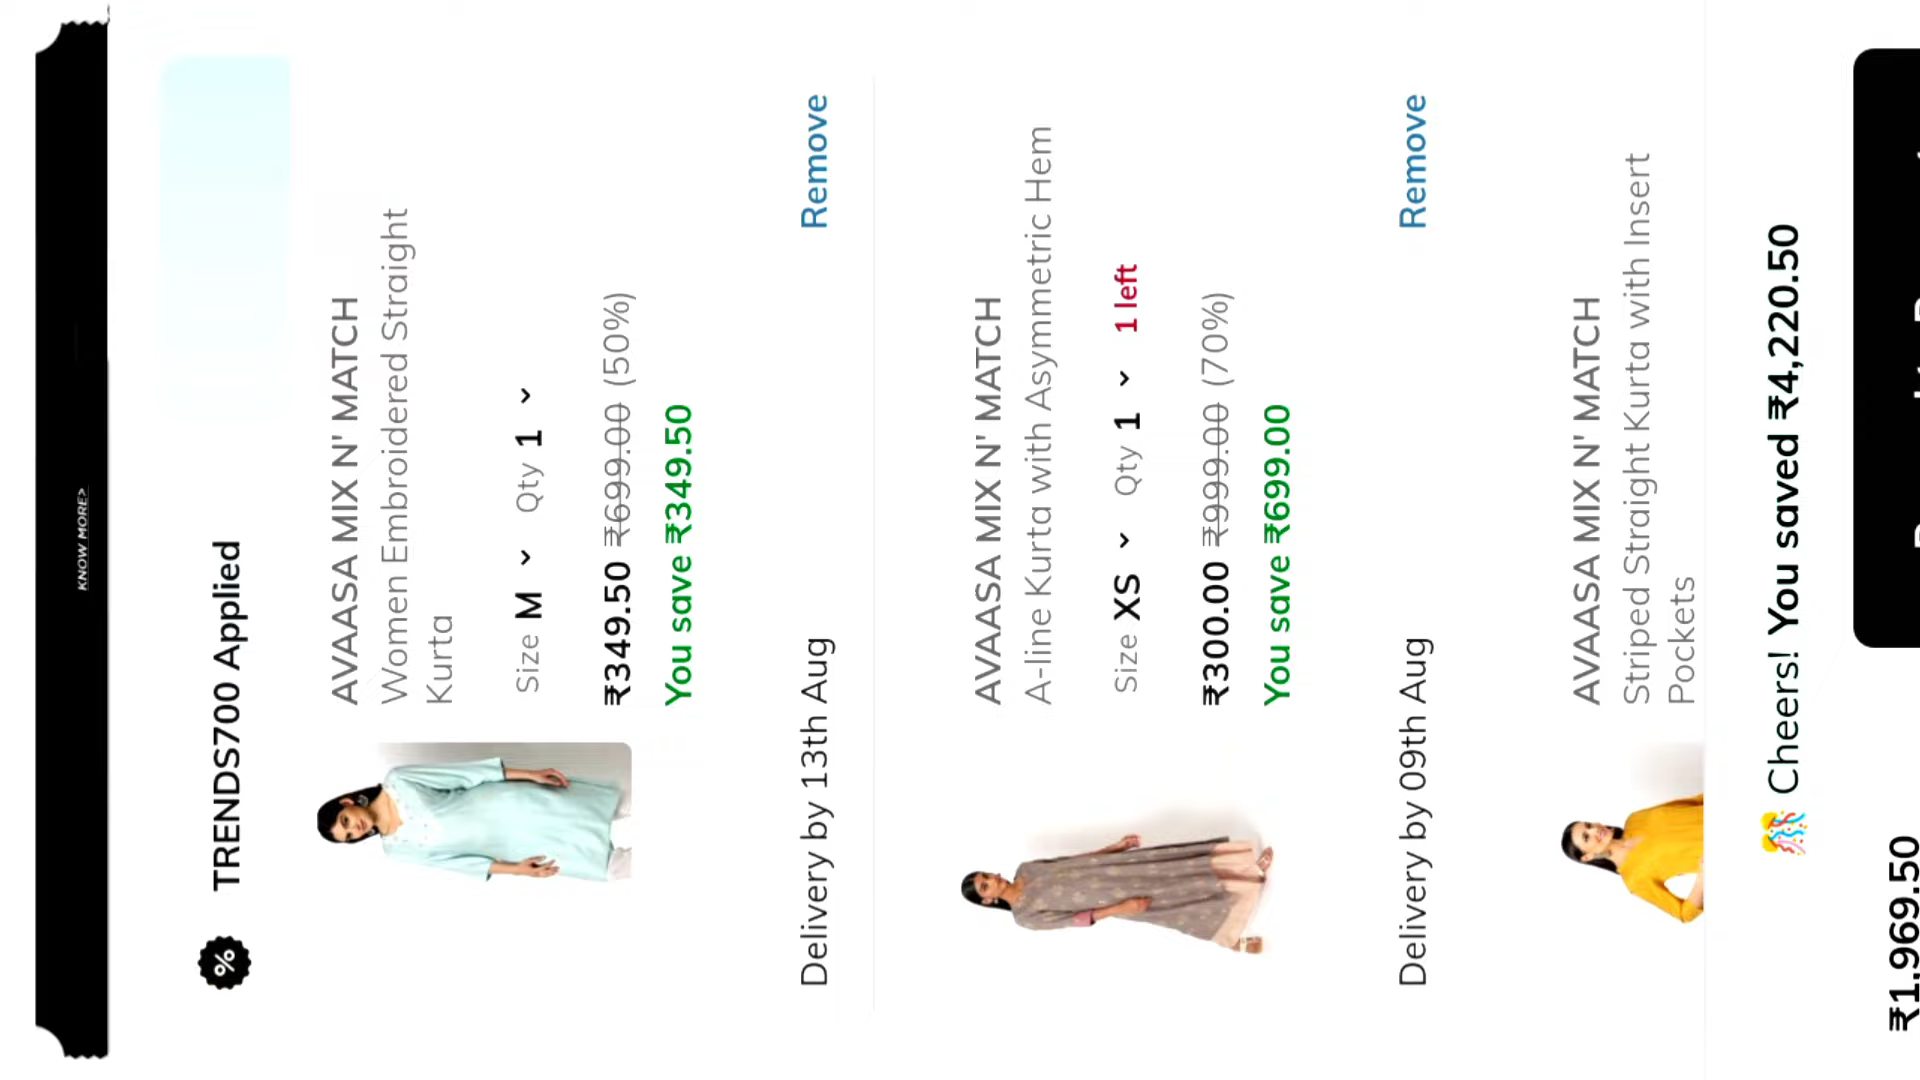 KNOW MORE>
TRENDS700 Applied
AVAASA MIX N' MATCH
Women Embroidered Straight
Kurta
Size M Qty 1
₹349.50 ₹699.00 (50%)
You save ₹349.50
Delivery by 13th Aug
Remove
AVAASA MIX N' MATCH
A-line Kurta with Asymmetric Hem
Size XS Qty 1 1 left
₹300.00 ₹999.00 (70%)
You save ₹699.00
Delivery by 09th Aug
Remove
AVAASA MIX N' MATCH
Striped Straight Kurta with Insert
Pockets
Cheers! You saved ₹4,220.50
₹1,969.50